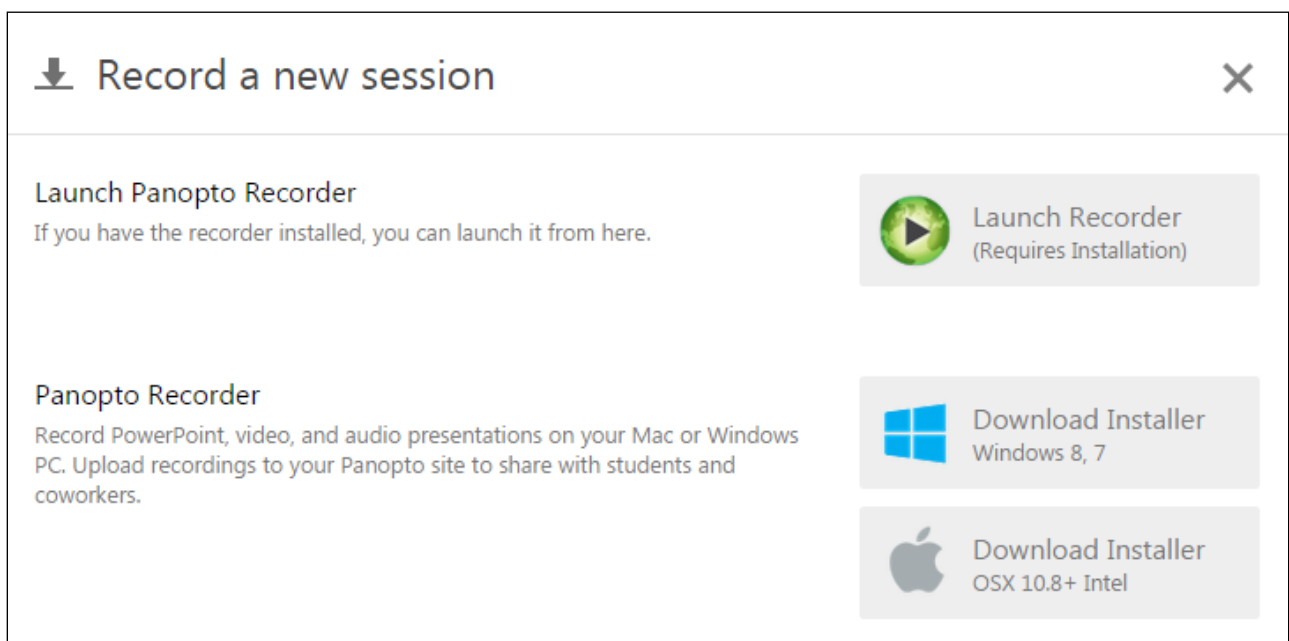 Record a new session
Launch Panopto Recorder
If you have the recorder installed, you can launch it from here.
Launch Recorder
(Requires Installation)
Panopto Recorder
Record PowerPoint, video, and audio presentations on your Mac or Windows
PC. Upload recordings to your Panopto site to share with students and
coworkers.
Download Installer
Windows 8, 7
Download Installer
OSX 10.8+ Intel